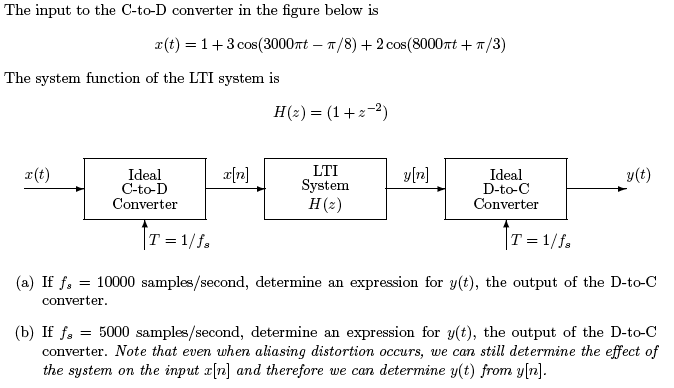 The input to the C-to-D converter in the figure below is
x(t) = 1 + 3 cos(3000πt − π/8) + 2 cos(8000πt + π/3)
The system function of the LTI system is
H(z) = (1 + z⁻²)
x(t)
Ideal
C-to-D
Converter
x[n]
LTI
System
H(z)
y[n]
Ideal
D-to-C
Converter
y(t)
T = 1/fₛ
T = 1/fₛ
(a) If fₛ = 10000 samples/second, determine an expression for y(t), the output of the D-to-C
converter.
(b) If fₛ = 5000 samples/second, determine an expression for y(t), the output of the D-to-C
converter. Note that even when aliasing distortion occurs, we can still determine the effect of
the system on the input x[n] and therefore we can determine y(t) from y[n].